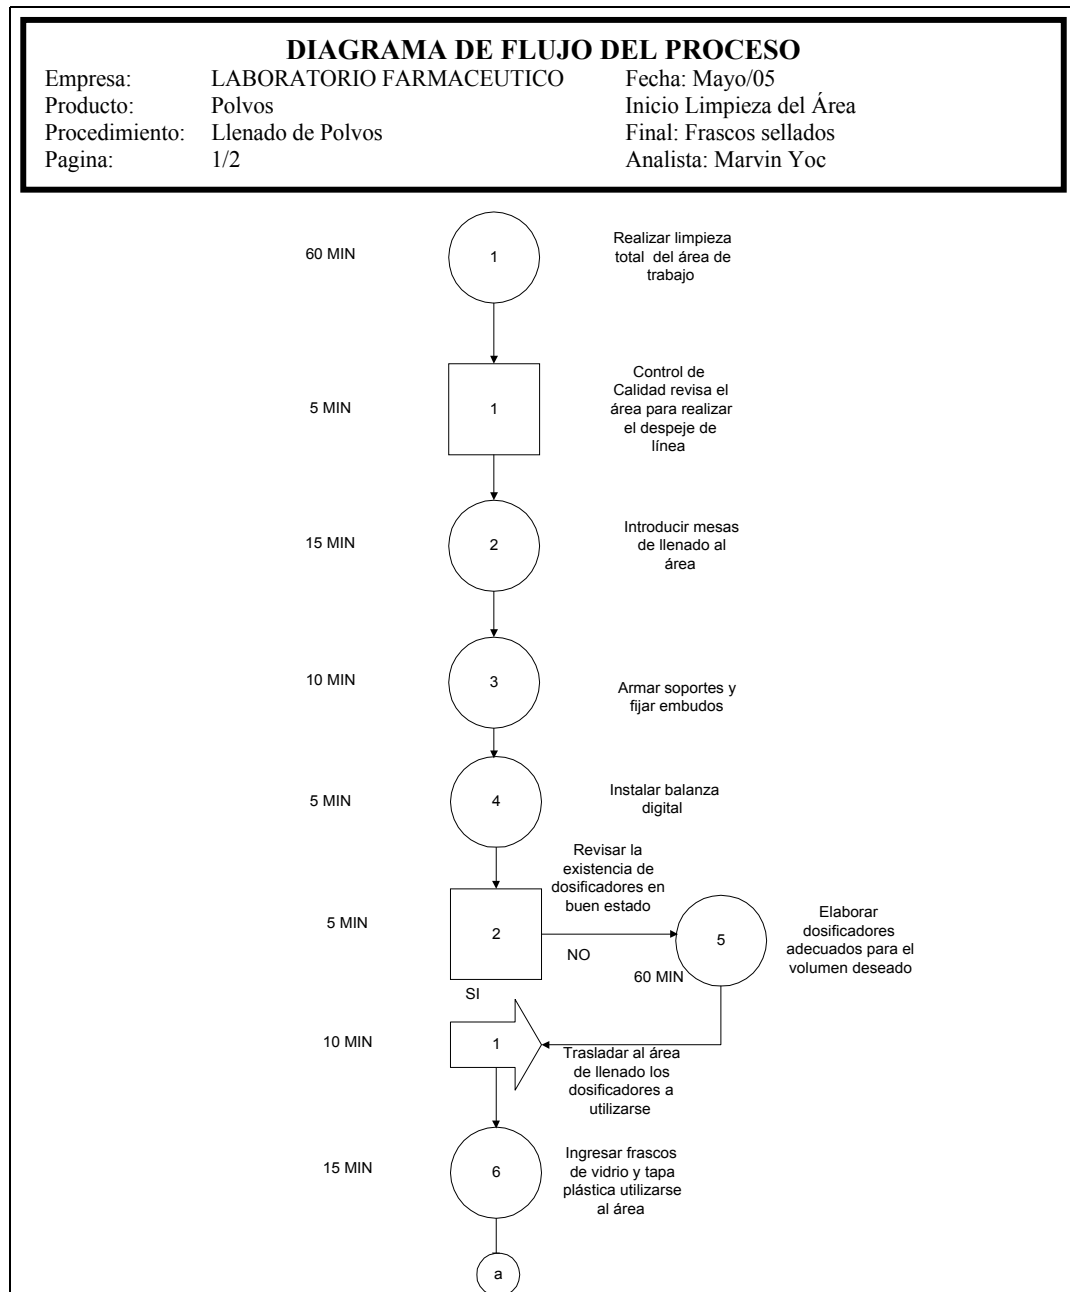 DIAGRAMA DE FLUJO DEL PROCESO
Empresa: LABORATORIO FARMACEUTICO Fecha: Mayo/05
Producto: Polvos Inicio Limpieza del Área
Procedimiento: Llenado de Polvos Final: Frascos sellados
Pagina: 1/2 Analista: Marvin Yoc
60 MIN
1
Realizar limpieza
total del área de
trabajo
5 MIN
1
Control de
Calidad revisa el
área para realizar
el despeje de
línea
15 MIN
2
Introducir mesas
de llenado al
área
10 MIN
3
Armar soportes y
fijar embudos
5 MIN
4
Instalar balanza
digital
Revisar la
existencia de
dosificadores en
buen estado
5 MIN
2
NO
5
60 MIN
Elaborar
dosificadores
adecuados para el
volumen deseado
SI
10 MIN
1
Trasladar al área
de llenado los
dosificadores a
utilizarse
15 MIN
6
Ingresar frascos
de vidrio y tapa
plástica utilizarse
al área
a